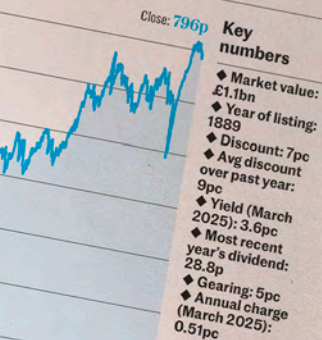 Close: 796p
Key
numbers
◆ Market value:
£1.1bn
◆ Year of listing:
1889
◆ Discount: 7pc
◆ Avg discount
over past year:
9pc
◆ Yield (March
2025): 3.6pc
◆ Most recent
year's dividend:
28.8p
◆ Gearing: 5pc
◆ Annual charge
(March 2025):
0.51pc